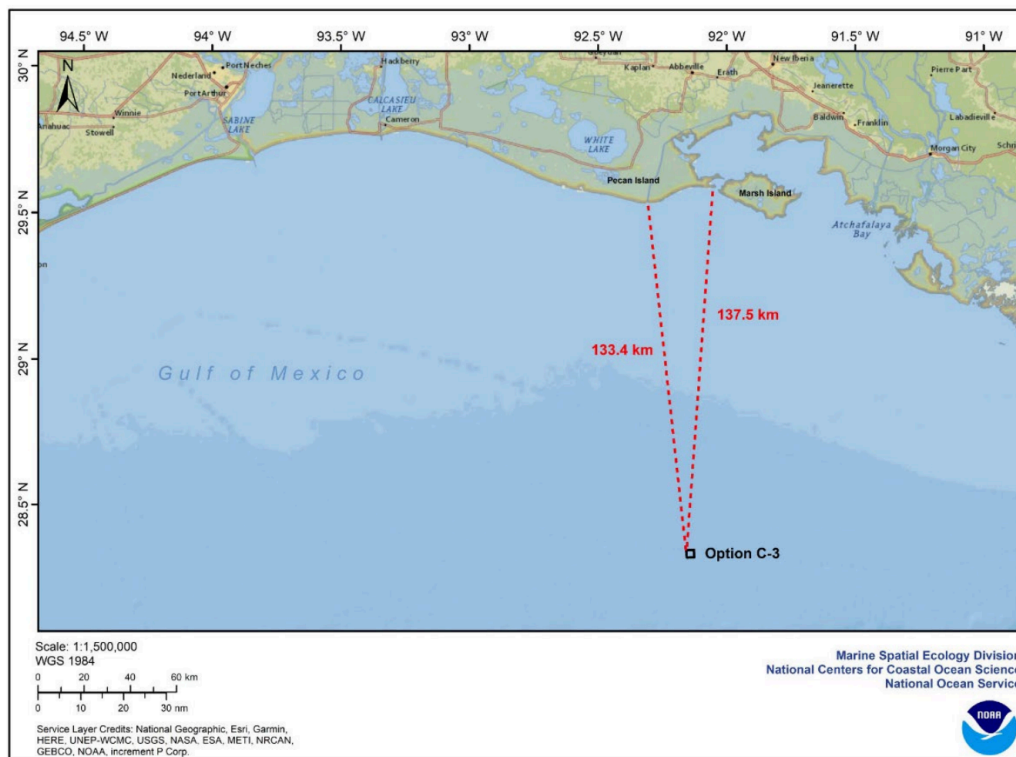 94.5° W 94° W 93.5° W 93° W 92.5° W 92° W 91.5° W 91° W
30° N
29.5° N
29° N
28.5° N
N
Port Neches
Nederland
Port Arthur
Winnie
Anahuac
Stowell
SABINE
LAKE
Hackberry
CALCASIEU
LAKE
Cameron
Kaplan
Abbeville
Erath
New Iberia
Jeanerette
Baldwin
Franklin
Pierre Part
Labadieville
Morgan City
WHITE
LAKE
Pecan Island
Marsh Island
Atchafalaya
Bay
137.5 km
133.4 km
Gulf of Mexico
Option C-3
Scale: 1:1,500,000
WGS 1984
0 20 40 60 km
0 10 20 30 nm
Service Layer Credits: National Geographic, Esri, Garmin,
HERE, UNEP-WCMC, USGS, NASA, ESA, METI, NRCAN,
GEBCO, NOAA, increment P Corp.
Marine Spatial Ecology Division
National Centers for Coastal Ocean Science
National Ocean Service
NOAA